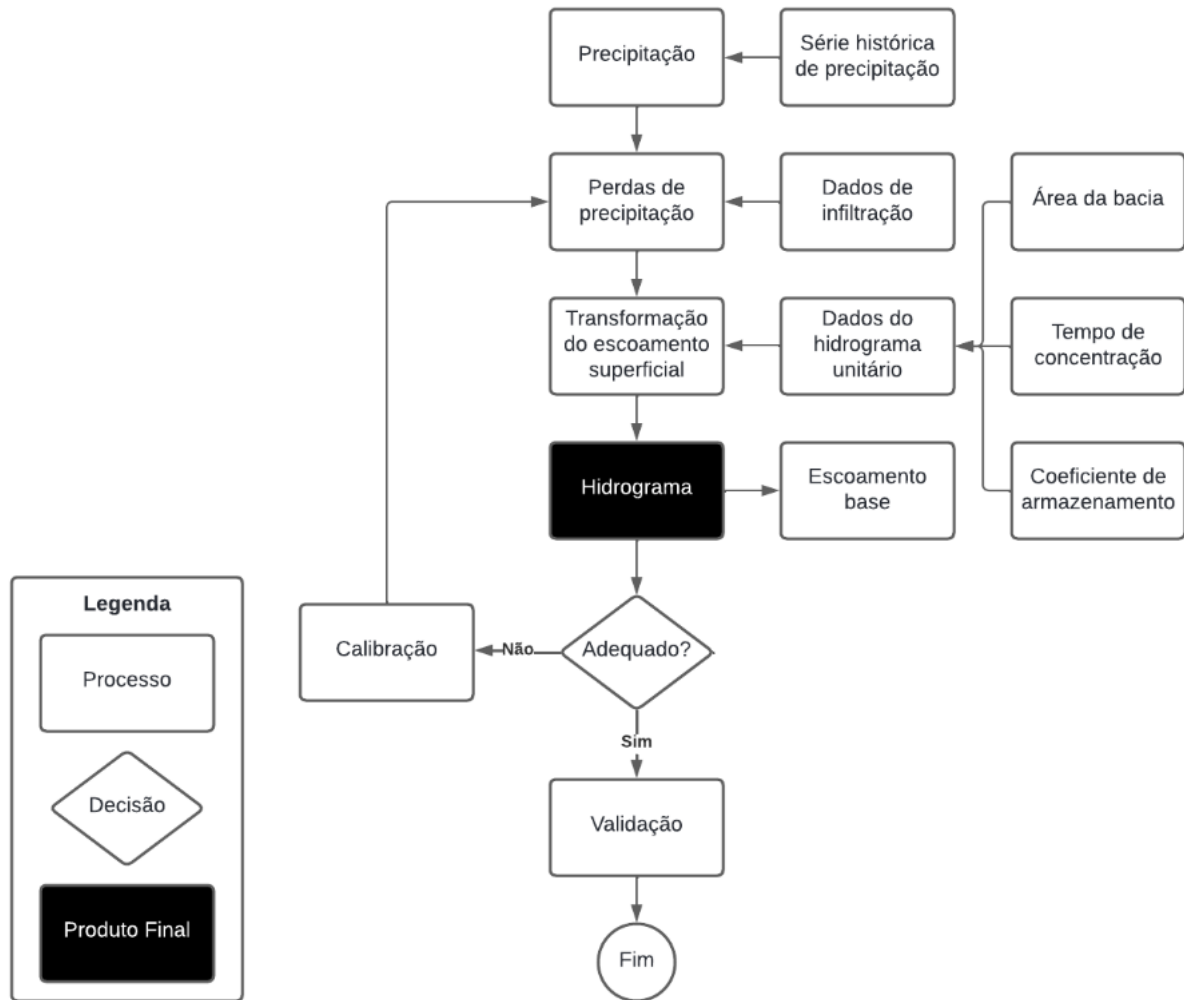 Precipitação
Série histórica
de precipitação
Perdas de
precipitação
Dados de
infiltração
Área da bacia
Transformação
do escoamento
superficial
Dados do
hidrograma
unitário
Tempo de
concentração
Hidrograma
Escoamento
base
Coeficiente de
armazenamento
Legenda
Processo
Decisão
Produto Final
Calibração
Não
Adequado?
Sim
Validação
Fim